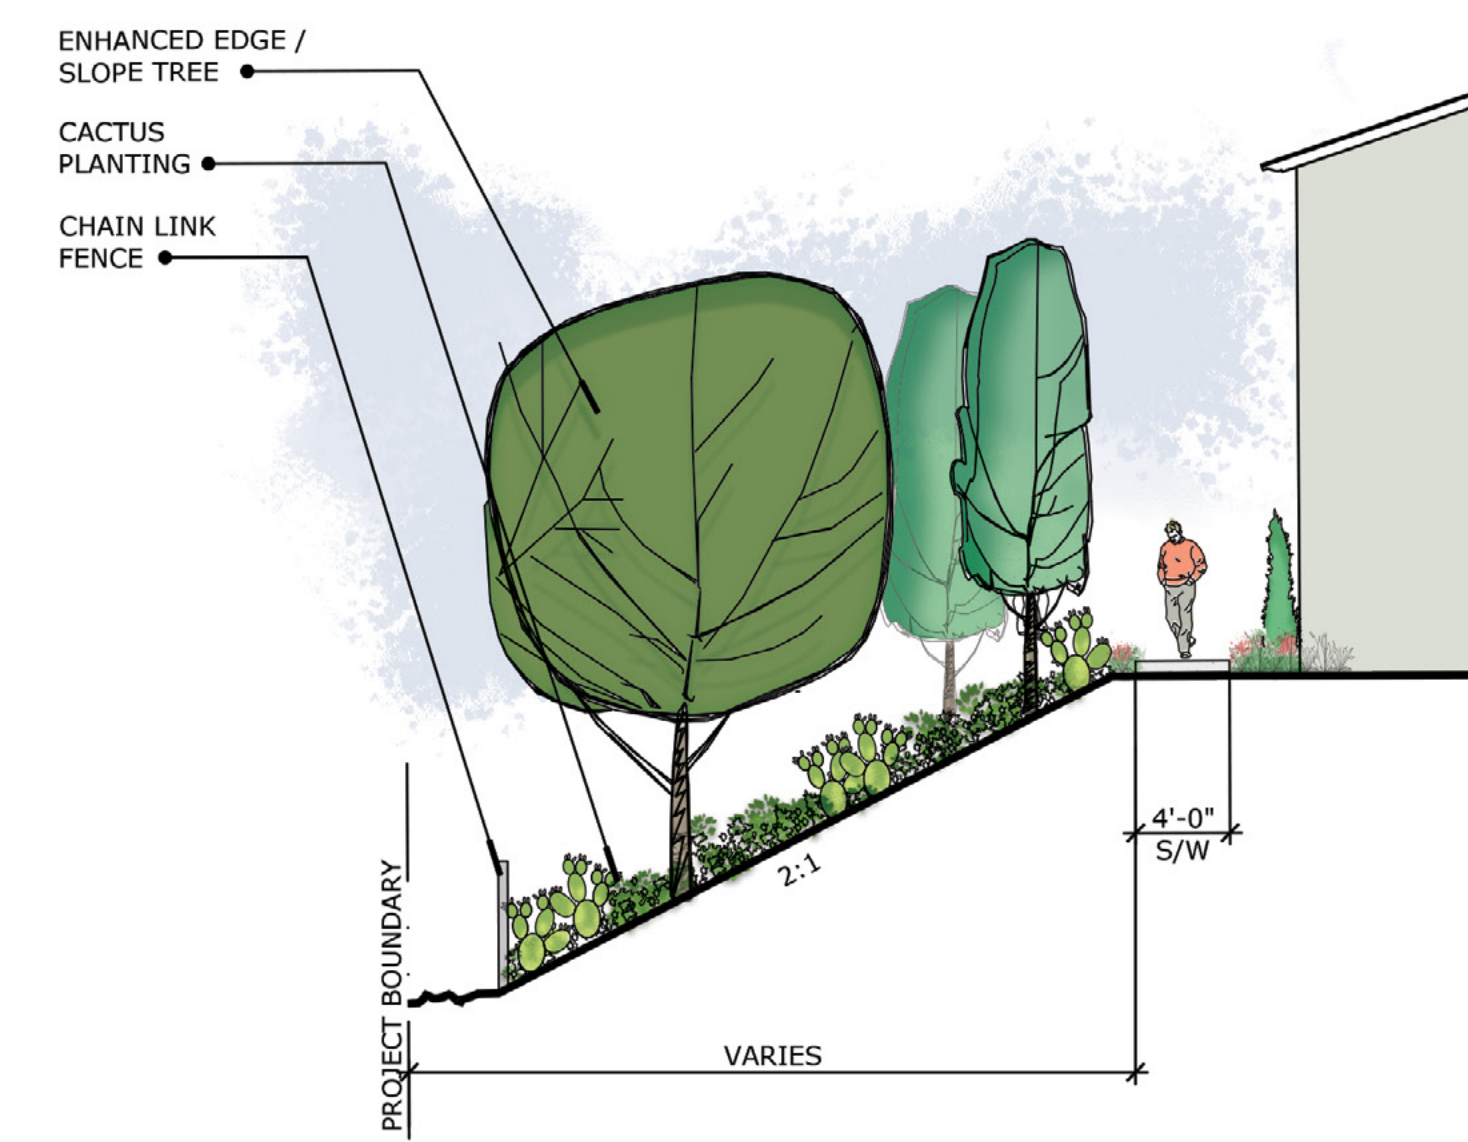 ENHANCED EDGE /
SLOPE TREE
CACTUS
PLANTING
CHAIN LINK
FENCE
2:1
4'-0"
S/W
PROJECT BOUNDARY
VARIES